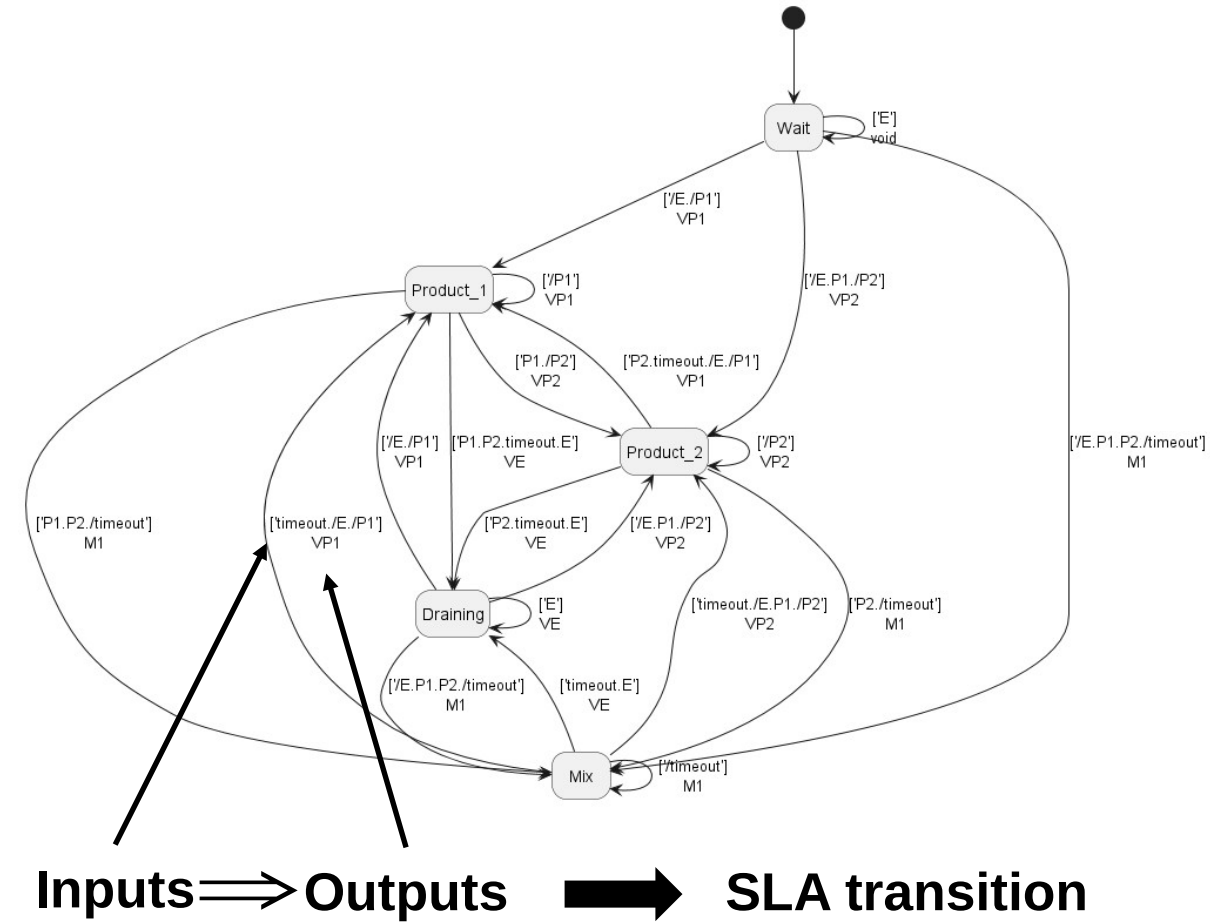 ['E']
void
Wait
['/E./P1']
VP1
['/P1']
VP1
Product_1
['/E.P1./P2']
VP2
['P1./P2']
VP2
['P2.timeout./E./P1']
VP1
['/E./P1']
VP1
['P1.P2.timeout.E']
VE
Product_2
['/P2']
VP2
['/E.P1.P2./timeout']
M1
['P1.P2./timeout']
M1
['timeout./E./P1']
VP1
['P2.timeout.E']
VE
['/E.P1./P2']
VP2
Draining
['E']
VE
['timeout./E.P1./P2']
VP2
['P2./timeout']
M1
['/E.P1.P2./timeout']
M1
['timeout.E']
VE
Mix
['/timeout']
M1
Inputs Outputs SLA transition